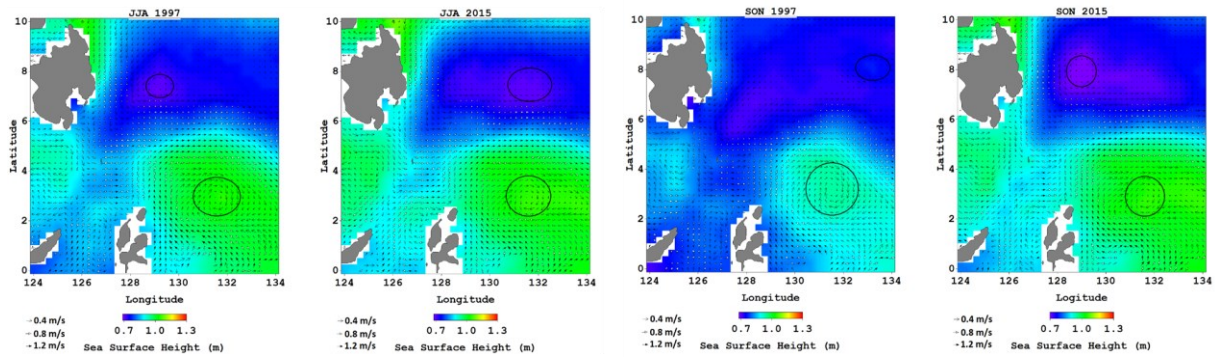 JJA 1997
10
8
6
4
2
0
Latitude
124 126 128 130 132 134
Longitude
→0.4 m/s
→0.8 m/s
→1.2 m/s
0.7 1.0 1.3
Sea Surface Height (m)
JJA 2015
10
8
6
4
2
0
Latitude
124 126 128 130 132 134
Longitude
→0.4 m/s
→0.8 m/s
→1.2 m/s
0.7 1.0 1.3
Sea Surface Height (m)
SON 1997
10
8
6
4
2
0
Latitude
124 126 128 130 132 134
Longitude
→0.4 m/s
→0.8 m/s
→1.2 m/s
0.7 1.0 1.3
Sea Surface Height (m)
SON 2015
10
8
6
4
2
0
Latitude
124 126 128 130 132 134
Longitude
→0.4 m/s
→0.8 m/s
→1.2 m/s
0.7 1.0 1.3
Sea Surface Height (m)